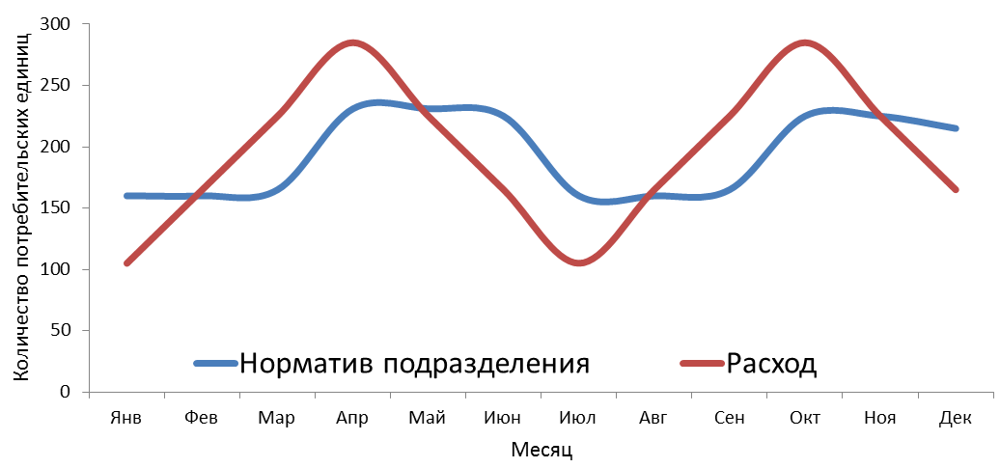 Количество потребительских единиц
300
250
200
150
100
50
0
Норматив подразделения
Расход
Янв Фев Мар Апр Май Июн Июл Авг Сен Окт Ноя Дек
Месяц